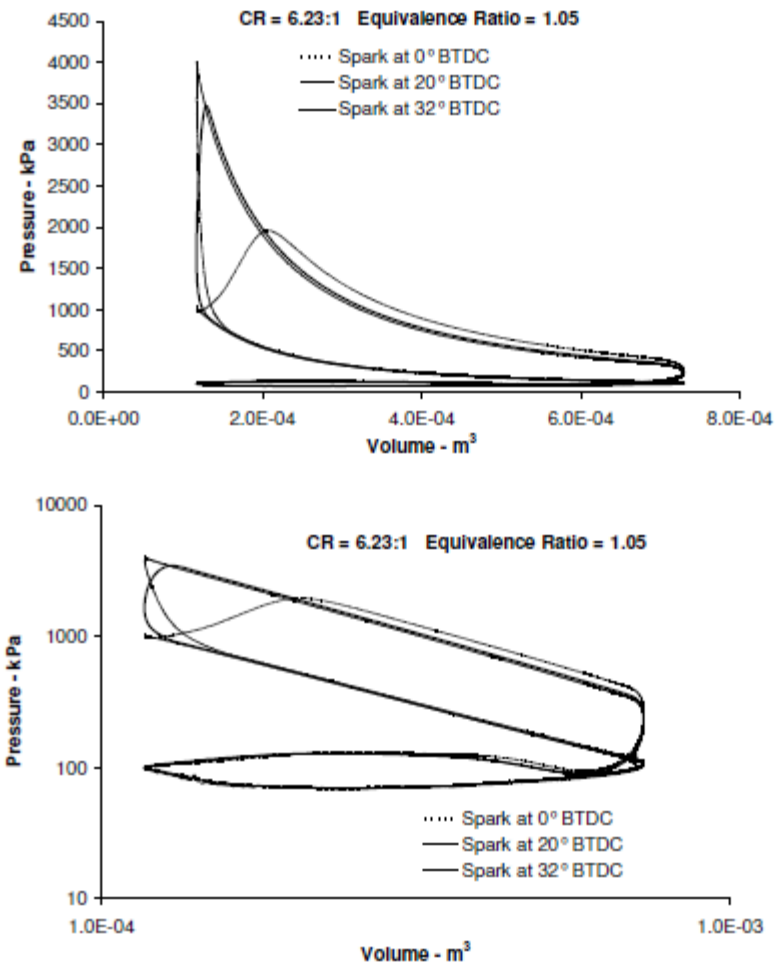 CR = 6.23:1 Equivalence Ratio = 1.05
Spark at 0° BTDC
Spark at 20° BTDC
Spark at 32° BTDC
4500
4000
3500
3000
2500
2000
1500
1000
500
0
Pressure - kPa
0.0E+00 2.0E-04 4.0E-04 6.0E-04 8.0E-04
Volume - m³
10000
1000
100
10
Pressure - kPa
CR = 6.23:1 Equivalence Ratio = 1.05
Spark at 0° BTDC
Spark at 20° BTDC
Spark at 32° BTDC
1.0E-04 1.0E-03
Volume - m³